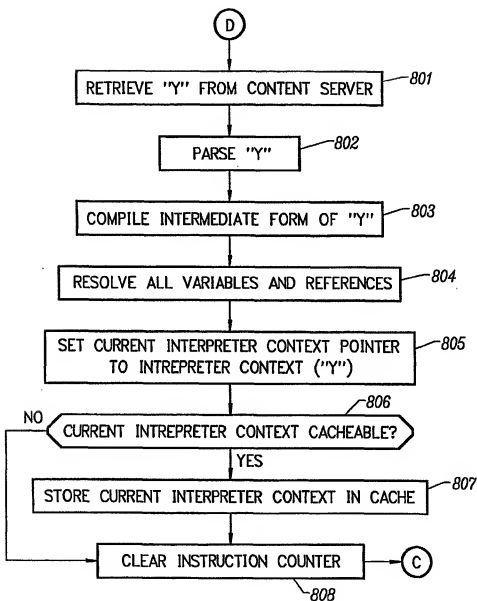 D
RETRIEVE "Y" FROM CONTENT SERVER
801
PARSE "Y"
802
COMPILE INTERMEDIATE FORM OF "Y"
803
RESOLVE ALL VARIABLES AND REFERENCES
804
SET CURRENT INTERPRETER CONTEXT POINTER
TO INTREPRETER CONTEXT ("Y")
805
806
NO
CURRENT INTREPRETER CONTEXT CACHEABLE?
YES
STORE CURRENT INTERPRETER CONTEXT IN CACHE
807
CLEAR INSTRUCTION COUNTER
C
808